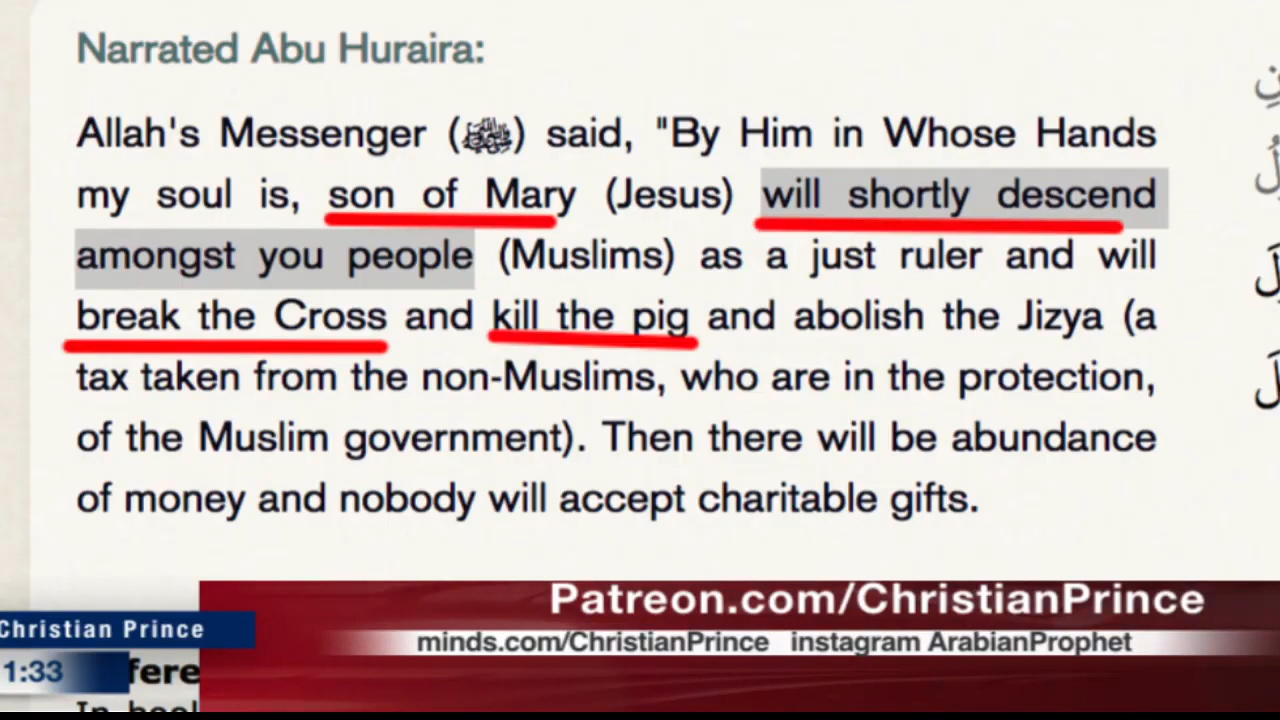 Narrated Abu Huraira:
Allah's Messenger (ﷺ) said, "By Him in Whose Hands
my soul is, son of Mary (Jesus) will shortly descend
amongst you people (Muslims) as a just ruler and will
break the Cross and kill the pig and abolish the Jizya (a
tax taken from the non-Muslims, who are in the protection,
of the Muslim government). Then there will be abundance
of money and nobody will accept charitable gifts.
Patreon.com/ChristianPrince
Christian Prince
minds.com/ChristianPrince instagram ArabianProphet
1:33
fere